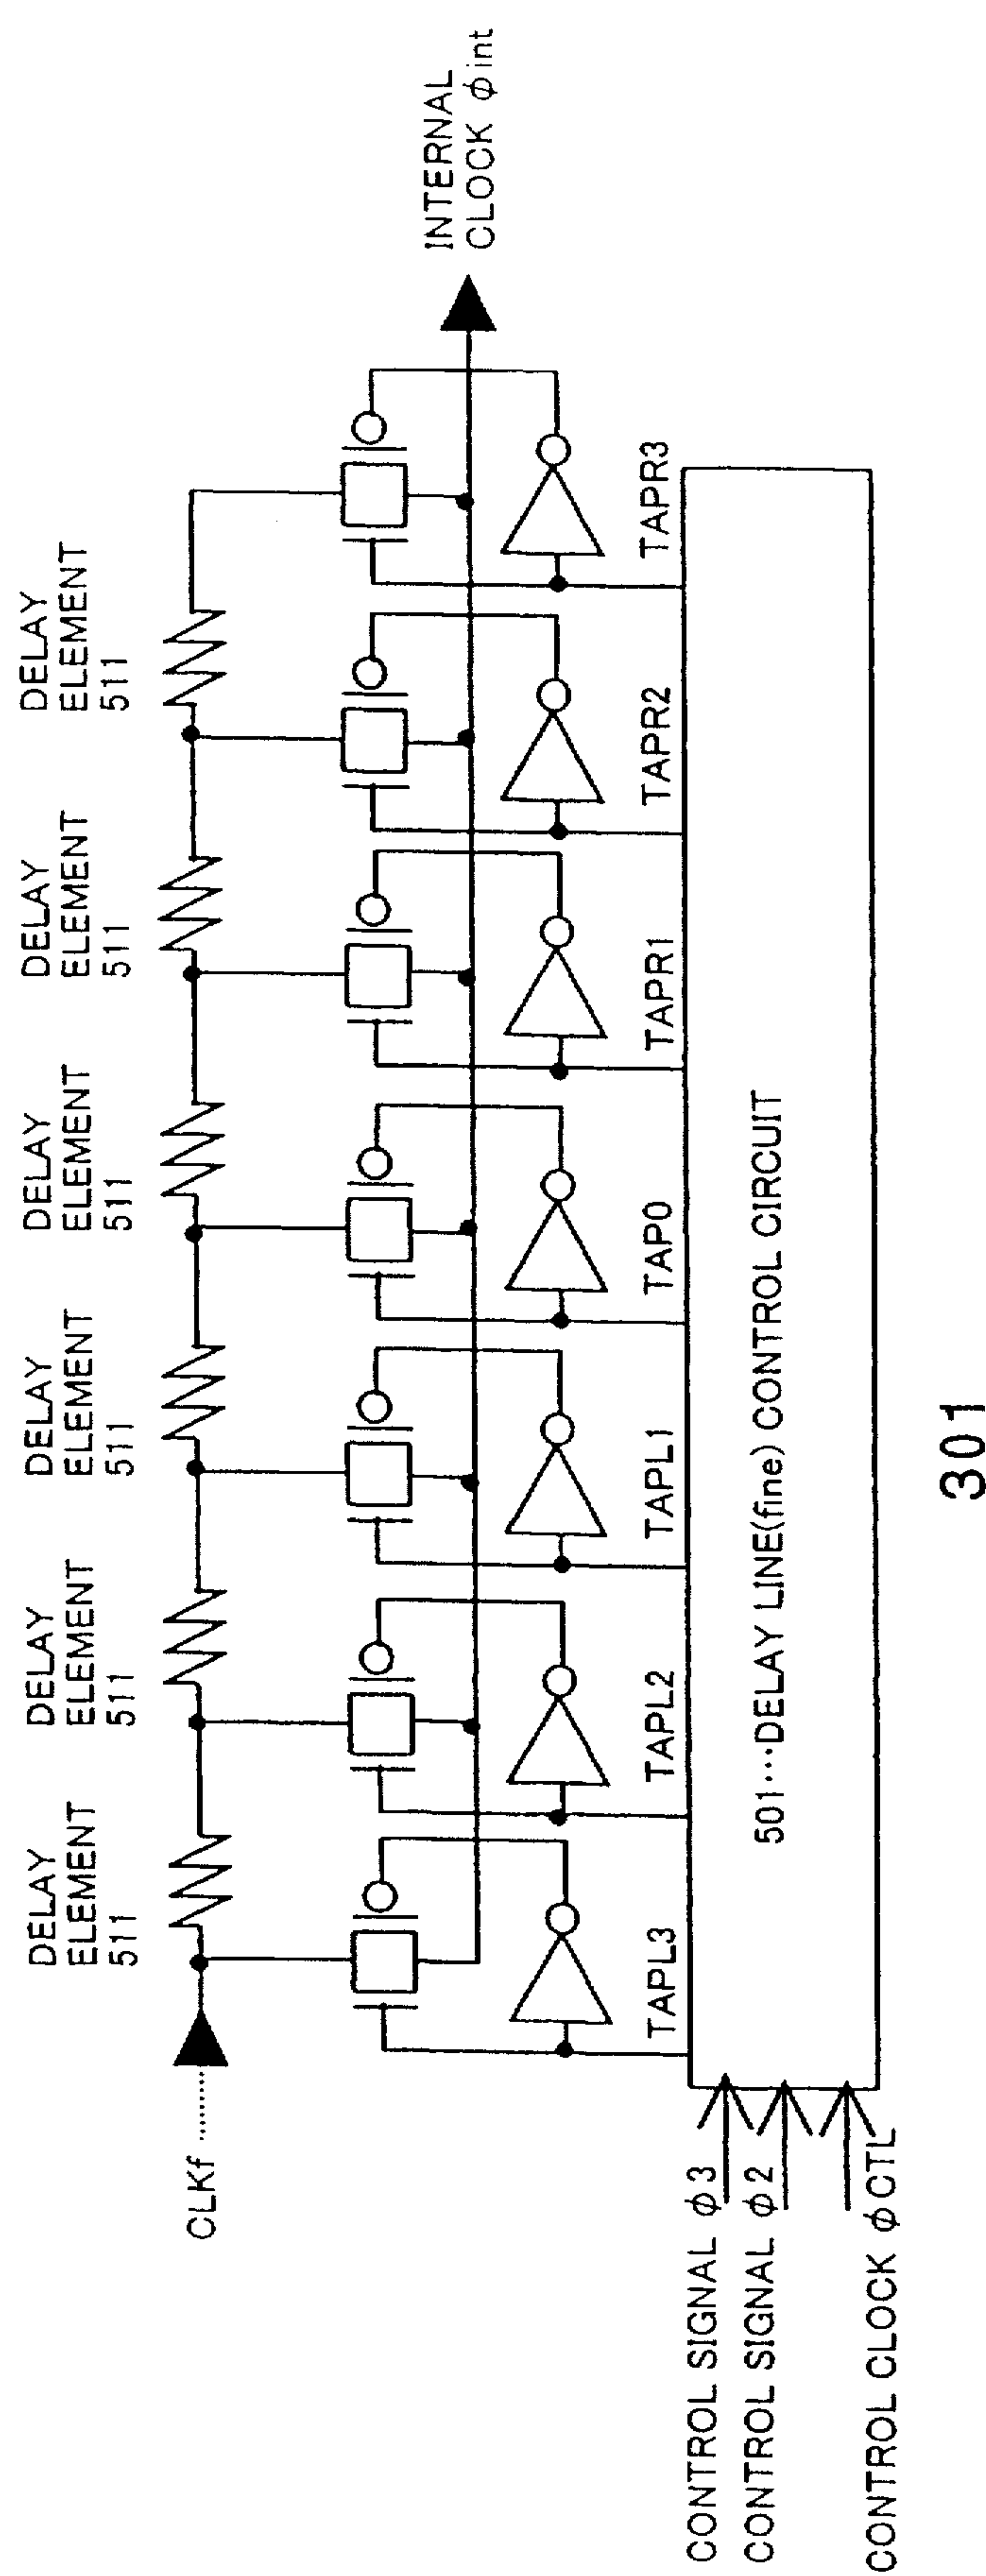 DELAY
ELEMENT
511
DELAY
ELEMENT
511
DELAY
ELEMENT
511
DELAY
ELEMENT
511
DELAY
ELEMENT
511
DELAY
ELEMENT
511
CLKf
INTERNAL
CLOCK ϕint
TAPL3
TAPL2
TAPL1
TAP0
TAPR1
TAPR2
TAPR3
CONTROL SIGNAL ϕ3
CONTROL SIGNAL ϕ2
CONTROL CLOCK ϕCTL
501···DELAY LINE(fine) CONTROL CIRCUIT
301